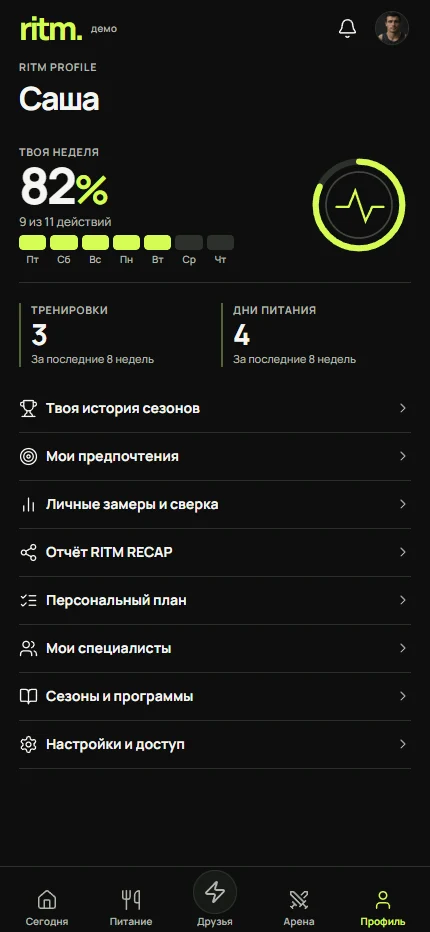 ritm. демо
RITM PROFILE
Саша
ТВОЯ НЕДЕЛЯ
82%
9 из 11 действий
Пт Сб Вс Пн Вт Ср Чт
ТРЕНИРОВКИ
3
За последние 8 недель
ДНИ ПИТАНИЯ
4
За последние 8 недель
Твоя история сезонов
Мои предпочтения
Личные замеры и сверка
Отчёт RITM RECAP
Персональный план
Мои специалисты
Сезоны и программы
Настройки и доступ
Сегодня Питание Друзья Арена Профиль